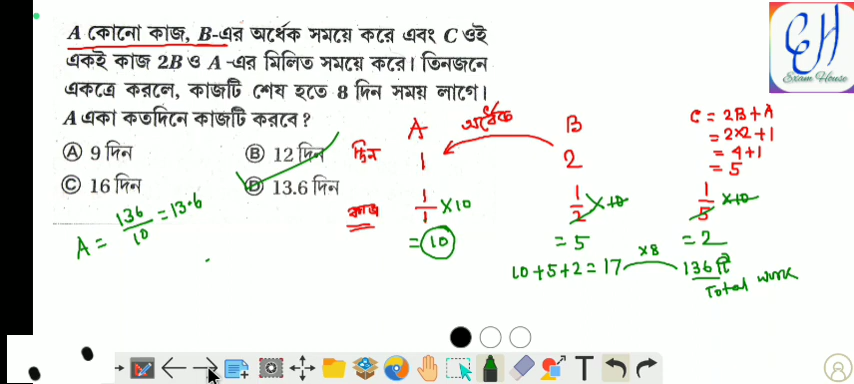 A কোনো কাজ, B-এর অর্ধেক সময়ে করে এবং C ওই
একই কাজ 2B ও A -এর মিলিত সময়ে করে। তিনজনে
একত্রে করলে, কাজটি শেষ হতে 8 দিন সময় লাগে।
A একা কতদিনে কাজটি করবে?
A 9 দিন
B 12 দিন
C 16 দিন
D 13.6 দিন
A = 136/10 = 13.6
A অর্ধেক B
দিন 1 2
কাজ 1/1 × 10 1/2 × 10 1/5 × 10
= 10 = 5 = 2
10 + 5 + 2 = 17 ×8 136 টি
Total work
C = 2B + A
= 2×2 + 1
= 4 + 1
= 5
CH
Exam House
T